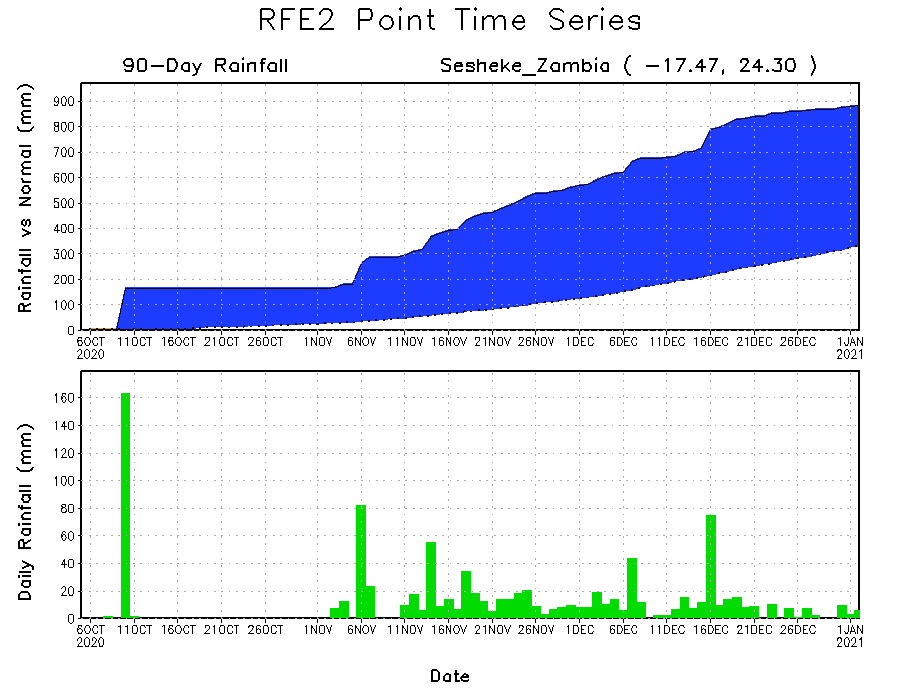 RFE2 Point Time Series
90-Day Rainfall
Sesheke_Zambia ( -17.47, 24.30 )
Rainfall vs Normal (mm)
900
800
700
600
500
400
300
200
100
0
6OCT 11OCT 16OCT 21OCT 26OCT 1NOV 6NOV 11NOV 16NOV 21NOV 26NOV 1DEC 6DEC 11DEC 16DEC 21DEC 26DEC 1JAN
2020 2021
Daily Rainfall (mm)
160
140
120
100
80
60
40
20
0
6OCT 11OCT 16OCT 21OCT 26OCT 1NOV 6NOV 11NOV 16NOV 21NOV 26NOV 1DEC 6DEC 11DEC 16DEC 21DEC 26DEC 1JAN
2020 2021
Date